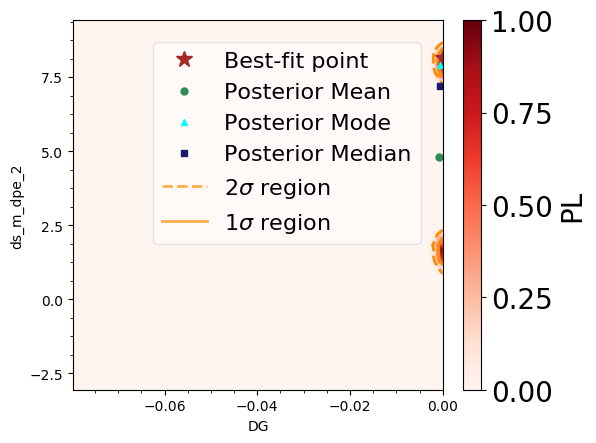 Best-fit point
Posterior Mean
Posterior Mode
Posterior Median
2σ region
1σ region
7.5
5.0
2.5
0.0
−2.5
ds_m_dpe_2
−0.06
−0.04
−0.02
0.00
DG
1.00
0.75
0.50
0.25
0.00
PL